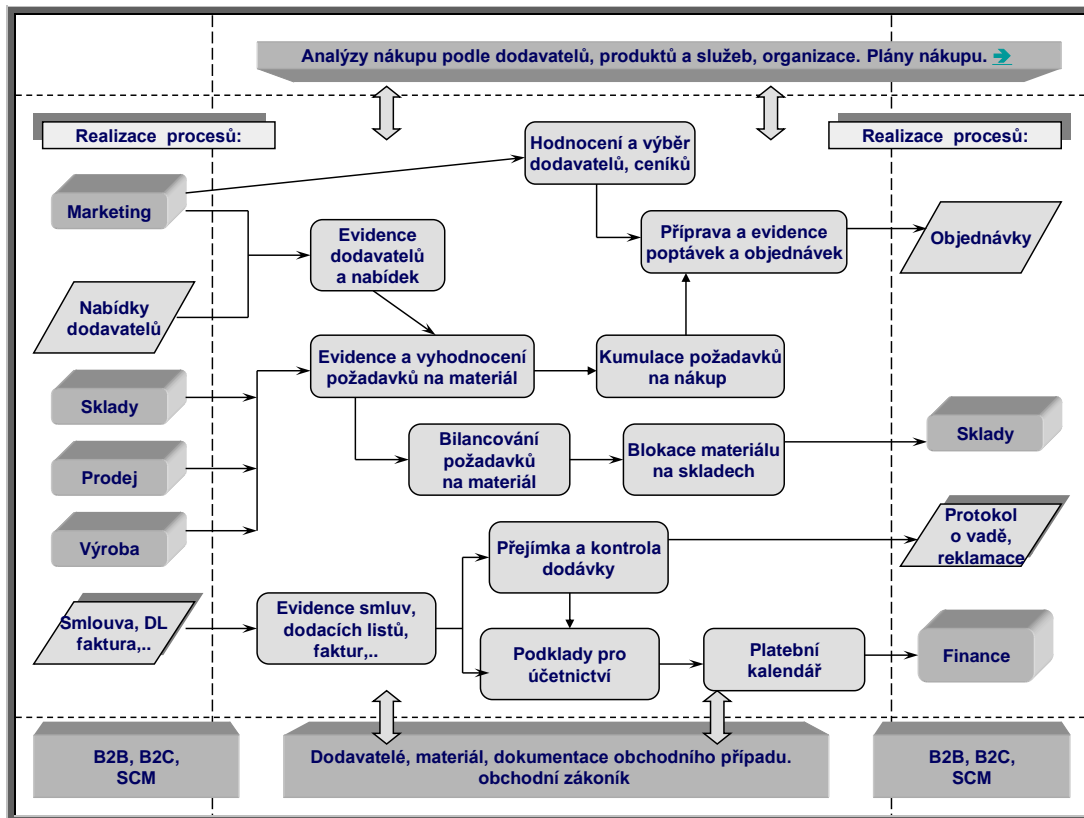 Analýzy nákupu podle dodavatelů, produktů a služeb, organizace. Plány nákupu. ➔
Realizace procesů:
Realizace procesů:
Hodnocení a výběr
dodavatelů, ceníků
Marketing
Evidence
dodavatelů
a nabídek
Příprava a evidence
poptávek a objednávek
Objednávky
Nabídky
dodavatelů
Evidence a vyhodnocení
požadavků na materiál
Kumulace požadavků
na nákup
Sklady
Bilancování
požadavků
na materiál
Blokace materiálu
na skladech
Sklady
Prodej
Výroba
Přejímka a kontrola
dodávky
Protokol
o vadě,
reklamace
Smlouva, DL
faktura,..
Evidence smluv,
dodacích listů,
faktur,..
Podklady pro
účetnictví
Platební
kalendář
Finance
B2B, B2C,
SCM
Dodavatelé, materiál, dokumentace obchodního případu.
obchodní zákoník
B2B, B2C,
SCM